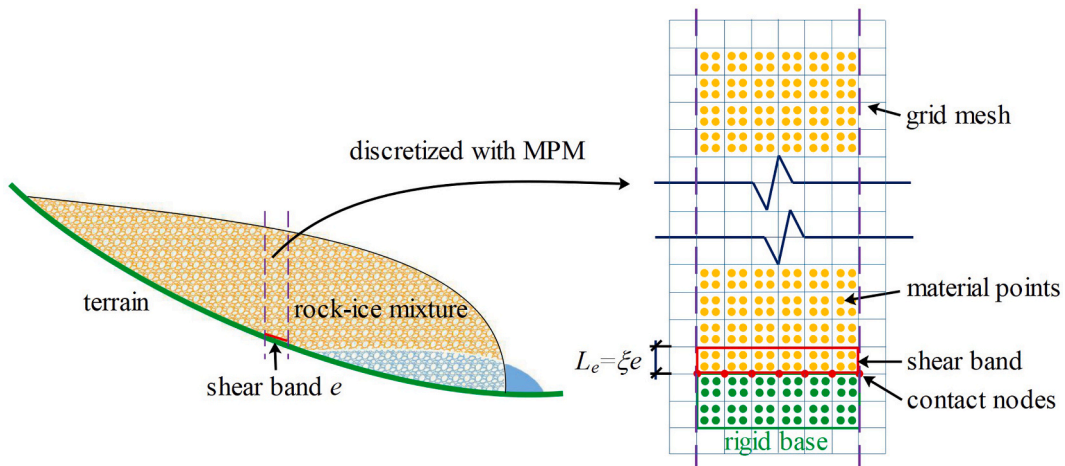 discretized with MPM
terrain
rock-ice mixture
shear band e
grid mesh
material points
Lₑ=ξe
shear band
contact nodes
rigid base